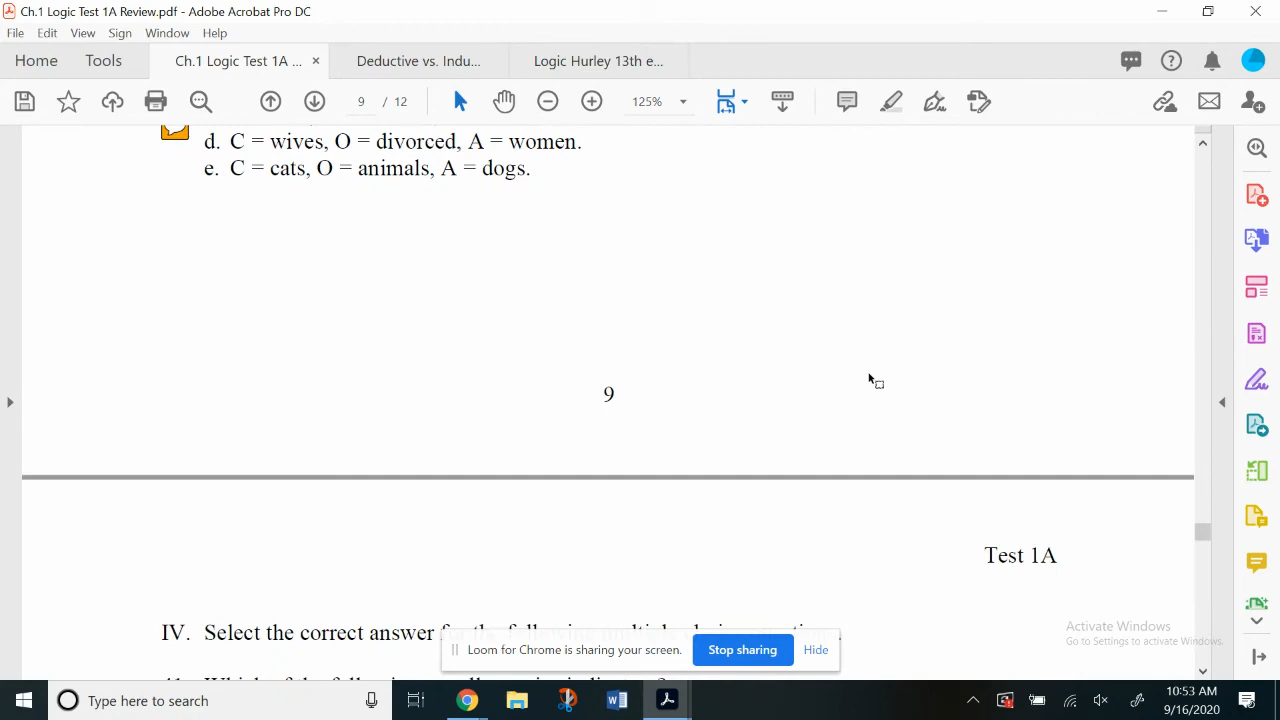 Ch.1 Logic Test 1A Review.pdf - Adobe Acrobat Pro DC
File Edit View Sign Window Help
Home Tools Ch.1 Logic Test 1A ... × Deductive vs. Indu... Logic Hurley 13th e...
9 / 12 125%
d. C = wives, O = divorced, A = women.
e. C = cats, O = animals, A = dogs.
9
Test 1A
IV. Select the correct answer
Activate Windows
Go to Settings to activate Windows.
Loom for Chrome is sharing your screen. Stop sharing Hide
Type here to search
10:53 AM
9/16/2020